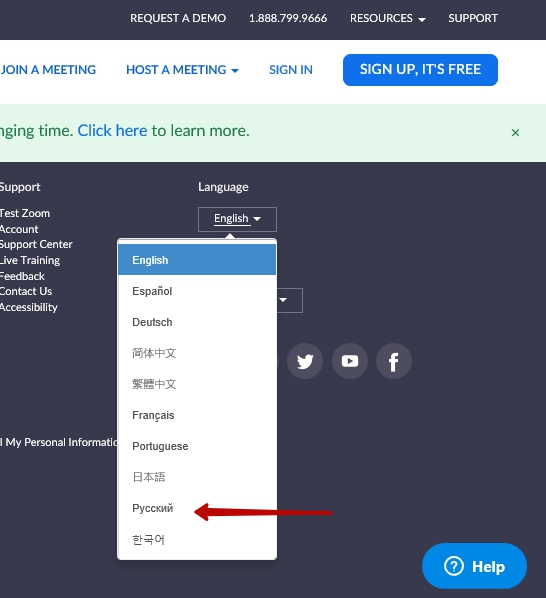 REQUEST A DEMO 1.888.799.9666 RESOURCES SUPPORT
JOIN A MEETING HOST A MEETING SIGN IN SIGN UP, IT'S FREE
nging time. Click here to learn more. ×
Support
Test Zoom
Account
Support Center
Live Training
Feedback
Contact Us
Accessibility
Language
English
English
Español
Deutsch
简体中文
繁體中文
Français
Portuguese
日本語
Русский
한국어
l My Personal Informatio
Help